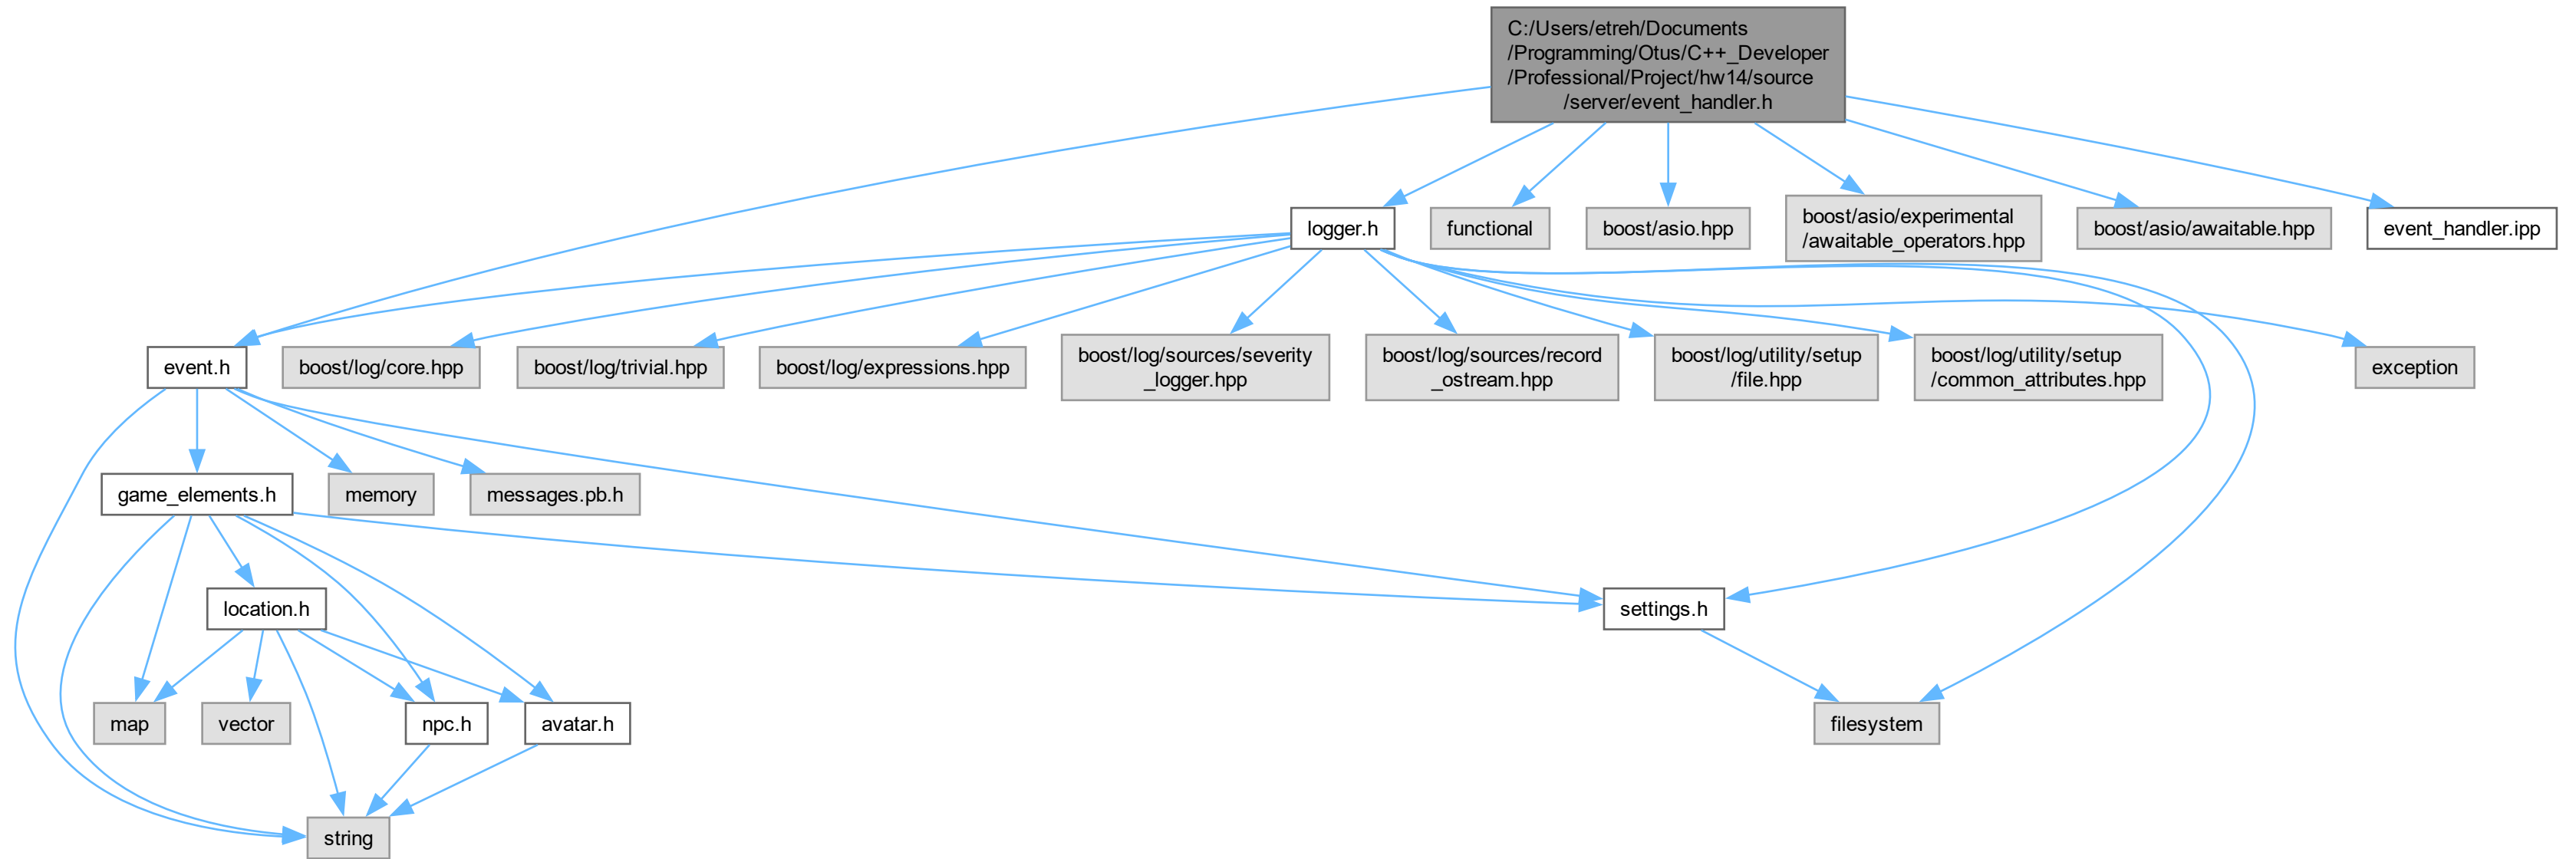 C:/Users/etreh/Documents
/Programming/Otus/C++_Developer
/Professional/Project/hw14/source
/server/event_handler.h
logger.h
functional
boost/asio.hpp
boost/asio/experimental
/awaitable_operators.hpp
boost/asio/awaitable.hpp
event_handler.ipp
event.h
boost/log/core.hpp
boost/log/trivial.hpp
boost/log/expressions.hpp
boost/log/sources/severity
_logger.hpp
boost/log/sources/record
_ostream.hpp
boost/log/utility/setup
/file.hpp
boost/log/utility/setup
/common_attributes.hpp
exception
game_elements.h
memory
messages.pb.h
location.h
settings.h
map
vector
npc.h
avatar.h
filesystem
string